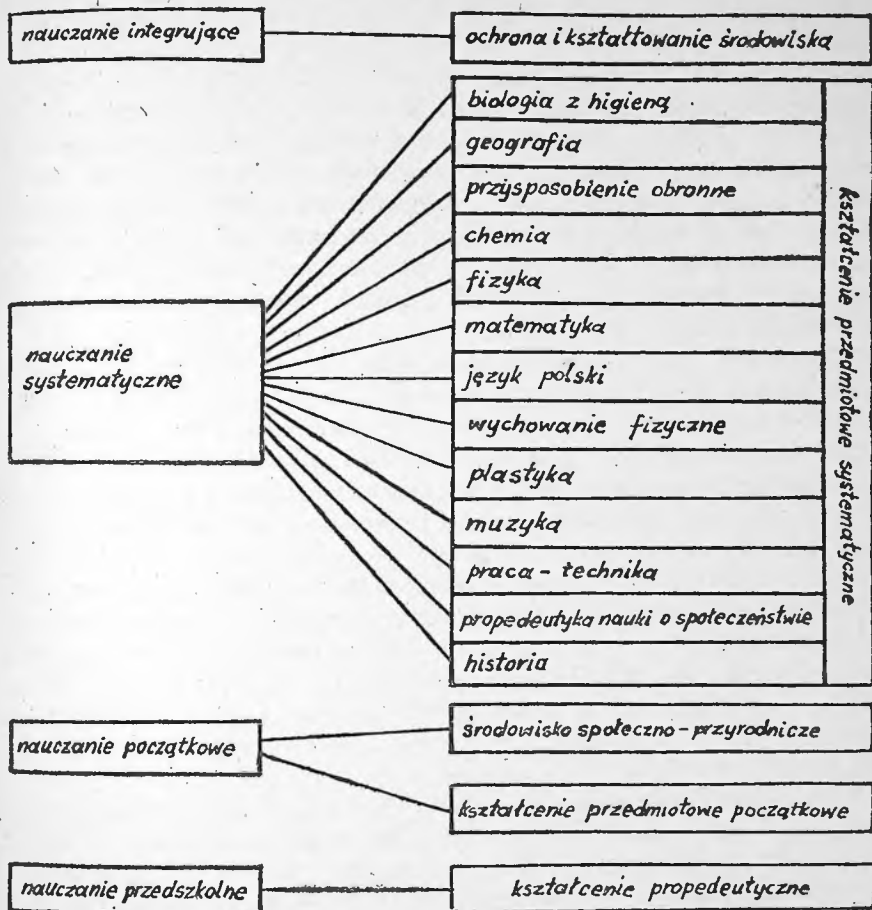 nauczanie integrujące
ochrona i kształtowanie środowiska
biologia z higieną
geografia
przysposobienie obronne
chemia
fizyka
matematyka
język polski
wychowanie fizyczne
plastyka
muzyka
praca - technika
propedeutyka nauki o społeczeństwie
historia
kształcenie przedmiotowe systematyczne
nauczanie
systematyczne
nauczanie początkowe
środowisko społeczno - przyrodnicze
kształcenie przedmiotowe początkowe
nauczanie przedszkolne
kształcenie propedeutyczne